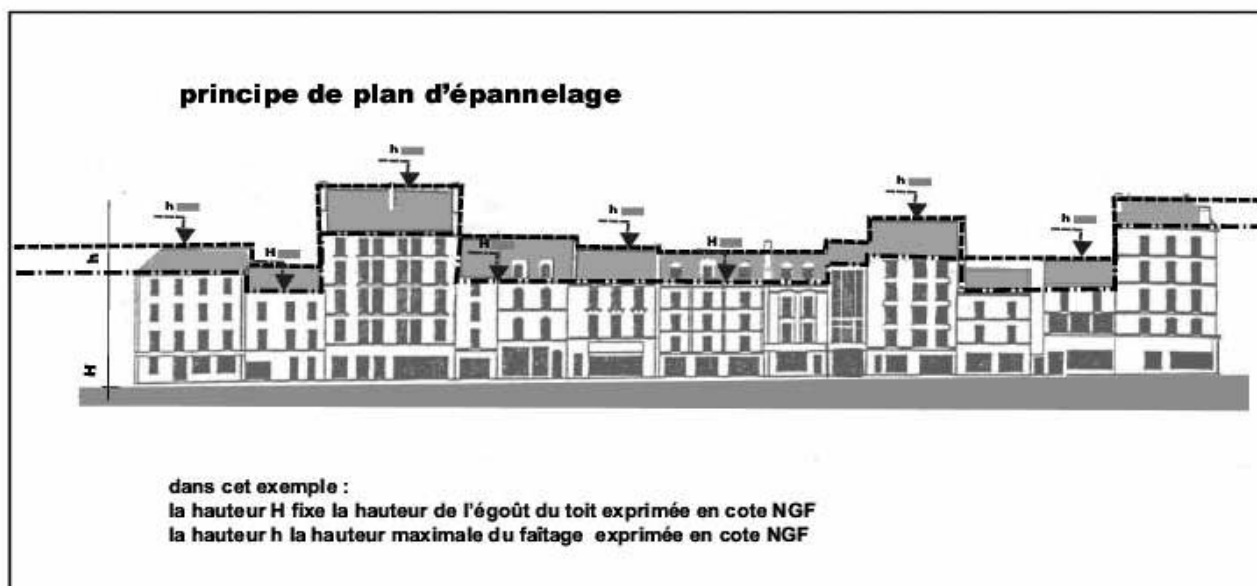 principe de plan d'épannelage
h
h
h
h
h
H
H
H
h
H
dans cet exemple :
la hauteur H fixe la hauteur de l'égoût du toit exprimée en cote NGF
la hauteur h la hauteur maximale du faîtage exprimée en cote NGF